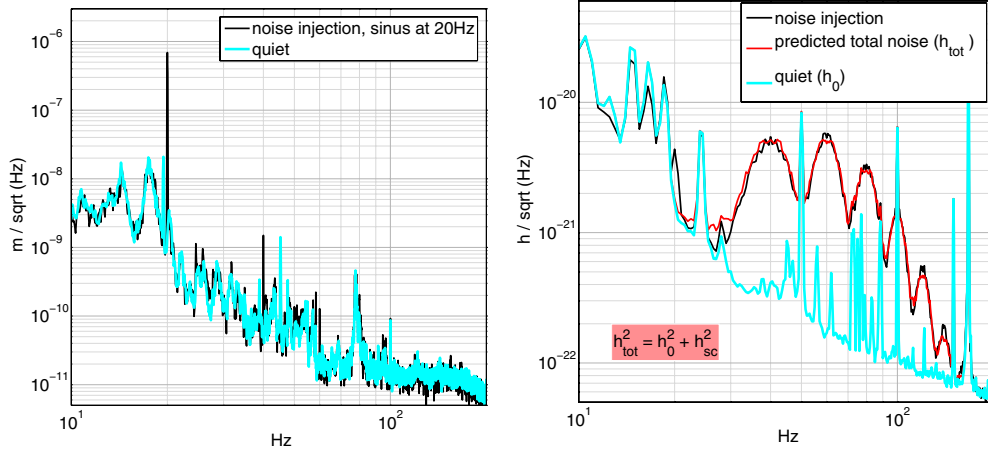 noise injection, sinus at 20Hz
quiet
m / sqrt (Hz)
10^-6
10^-7
10^-8
10^-9
10^-10
10^-11
10^1
10^2
Hz
noise injection
predicted total noise (h_tot )
quiet (h_0)
h / sqrt (Hz)
10^-20
10^-21
10^-22
h^2_tot = h^2_0 + h^2_sc
10^1
10^2
Hz